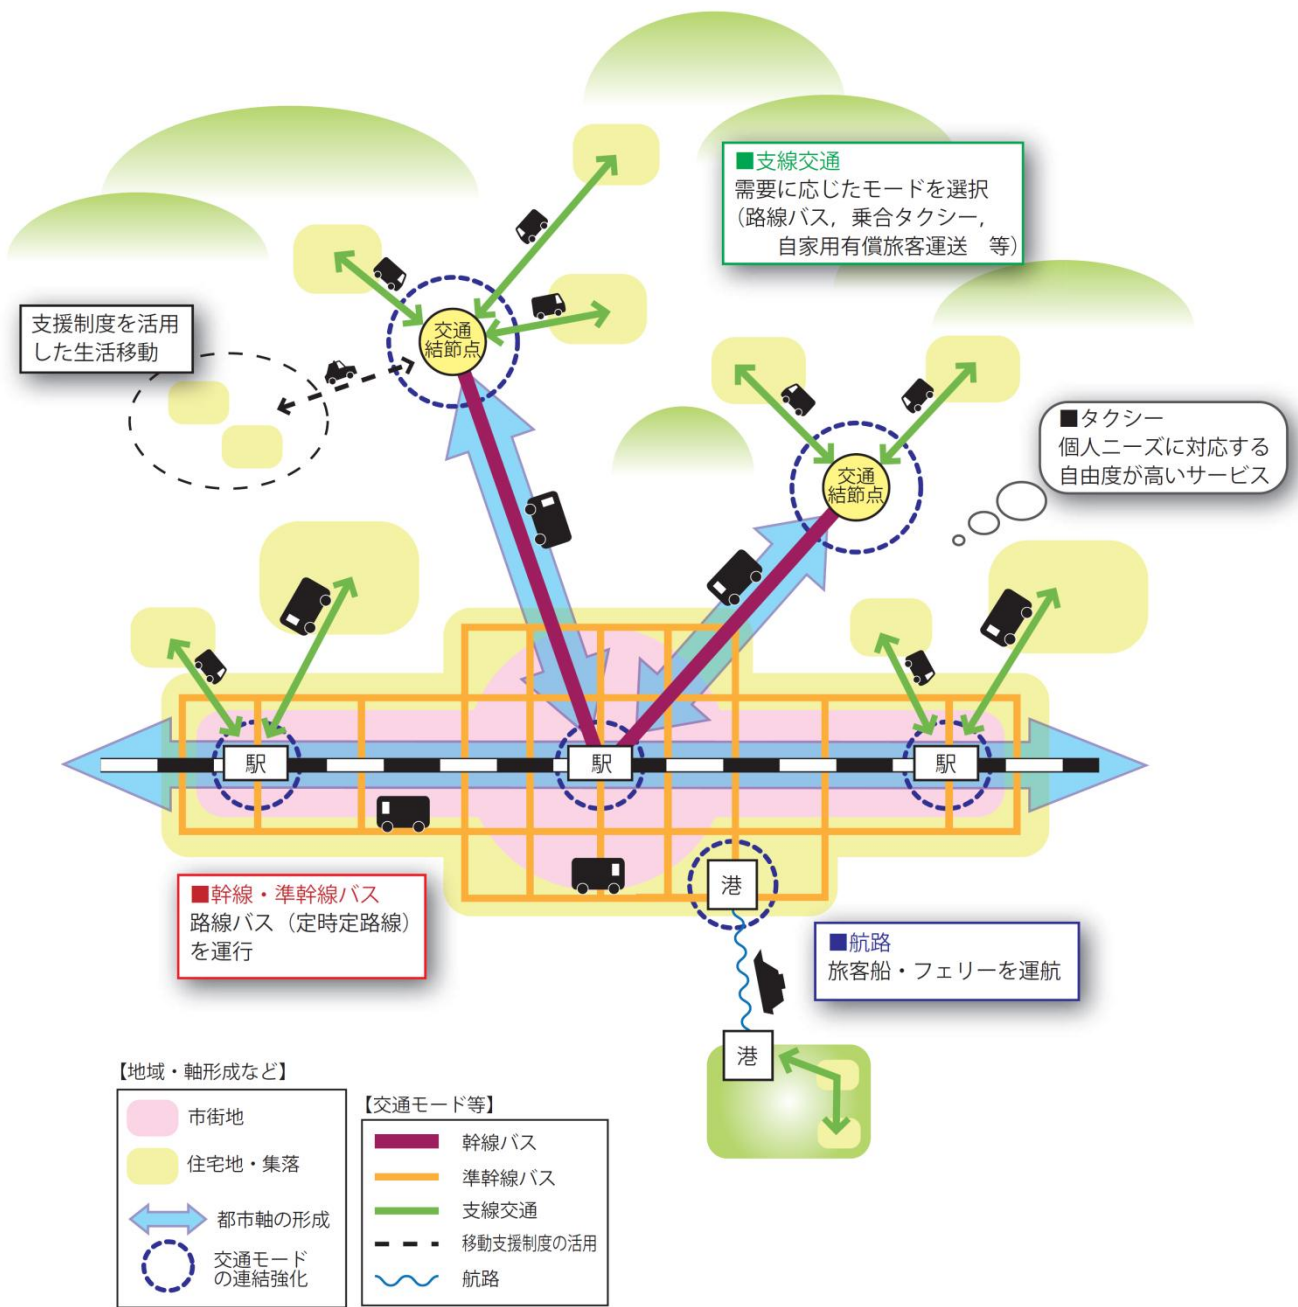 ■支線交通
需要に応じたモードを選択
（路線バス，乗合タクシー，
自家用有償旅客運送　等）
支援制度を活用
した生活移動
交通
結節点
交通
結節点
■タクシー
個人ニーズに対応する
自由度が高いサービス
駅
駅
駅
■幹線・準幹線バス
路線バス（定時定路線）
を運行
港
■航路
旅客船・フェリーを運航
港
【地域・軸形成など】
市街地
住宅地・集落
都市軸の形成
交通モード
の連結強化
【交通モード等】
幹線バス
準幹線バス
支線交通
移動支援制度の活用
航路